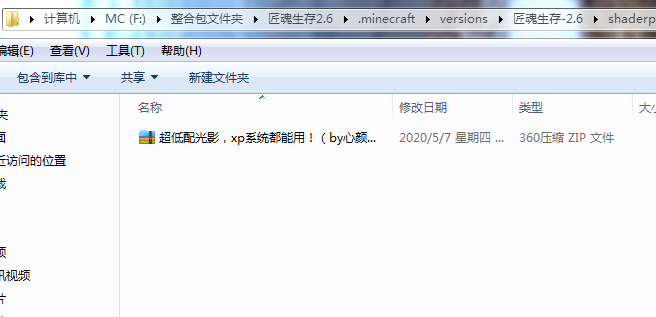 计算机 MC (F:) 整合包文件夹 匠魂生存2.6 .minecraft versions 匠魂生存-2.6 shaderp
编辑(E) 查看(V) 工具(T) 帮助(H)
包含到库中 共享 新建文件夹
名称 修改日期 类型 大小
夹
面
近访问的位置
超低配光影，xp系统都能用！（by心颜... 2020/5/7 星期四 ... 360压缩 ZIP 文件
讯视频
片